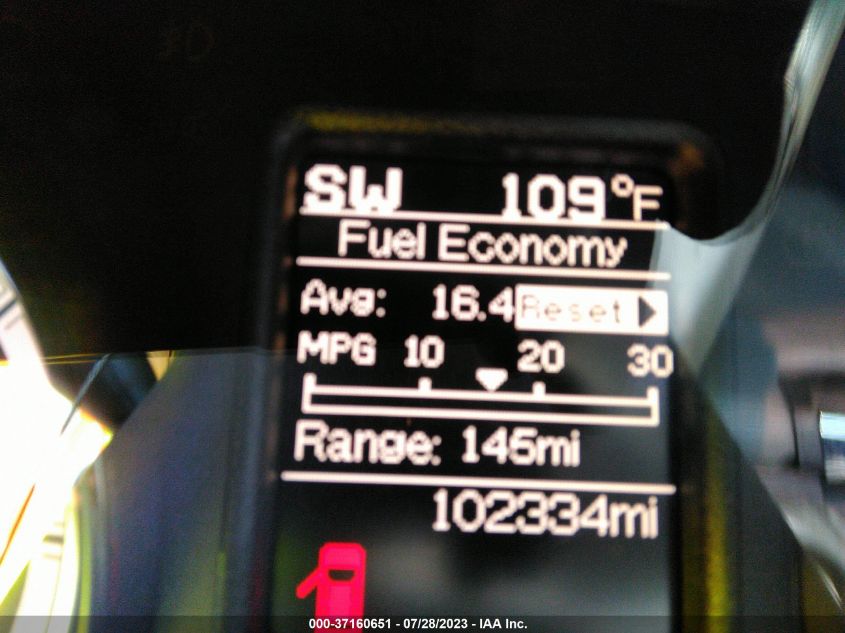 SW 109°F
Fuel Economy
Avg: 16.4 Reset
MPG 10 20 30
Range: 145mi
102334mi
000-37160651 - 07/28/2023 - IAA Inc.